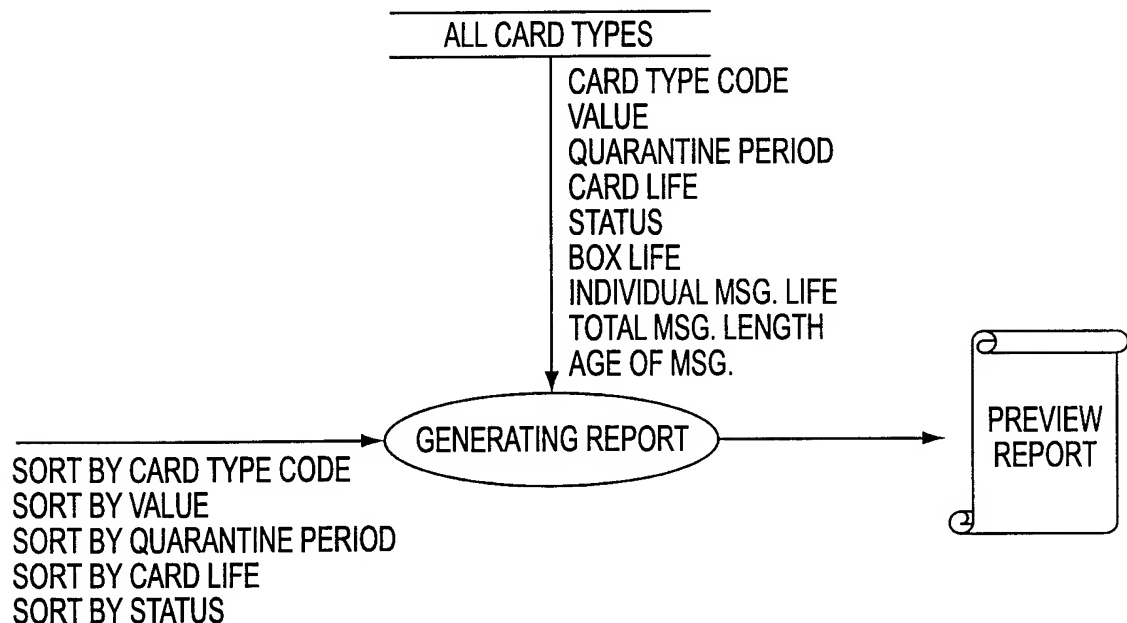 ALL CARD TYPES
CARD TYPE CODE
VALUE
QUARANTINE PERIOD
CARD LIFE
STATUS
BOX LIFE
INDIVIDUAL MSG. LIFE
TOTAL MSG. LENGTH
AGE OF MSG.
GENERATING REPORT
PREVIEW
REPORT
SORT BY CARD TYPE CODE
SORT BY VALUE
SORT BY QUARANTINE PERIOD
SORT BY CARD LIFE
SORT BY STATUS